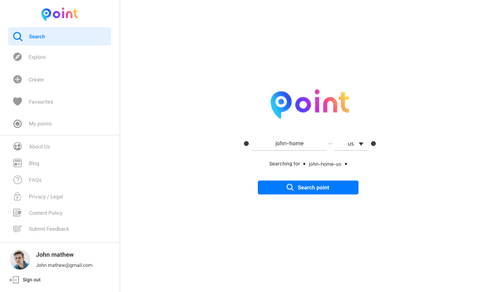 Point
Search
Explore
Create
Favourites
My points
About Us
Blog
FAQs
Privacy / Legal
Content Policy
Submit Feedback
John mathew
John.mathew@gmail.com
Sign out
Point
john-home – us
Searching for • john-home-us •
Search point